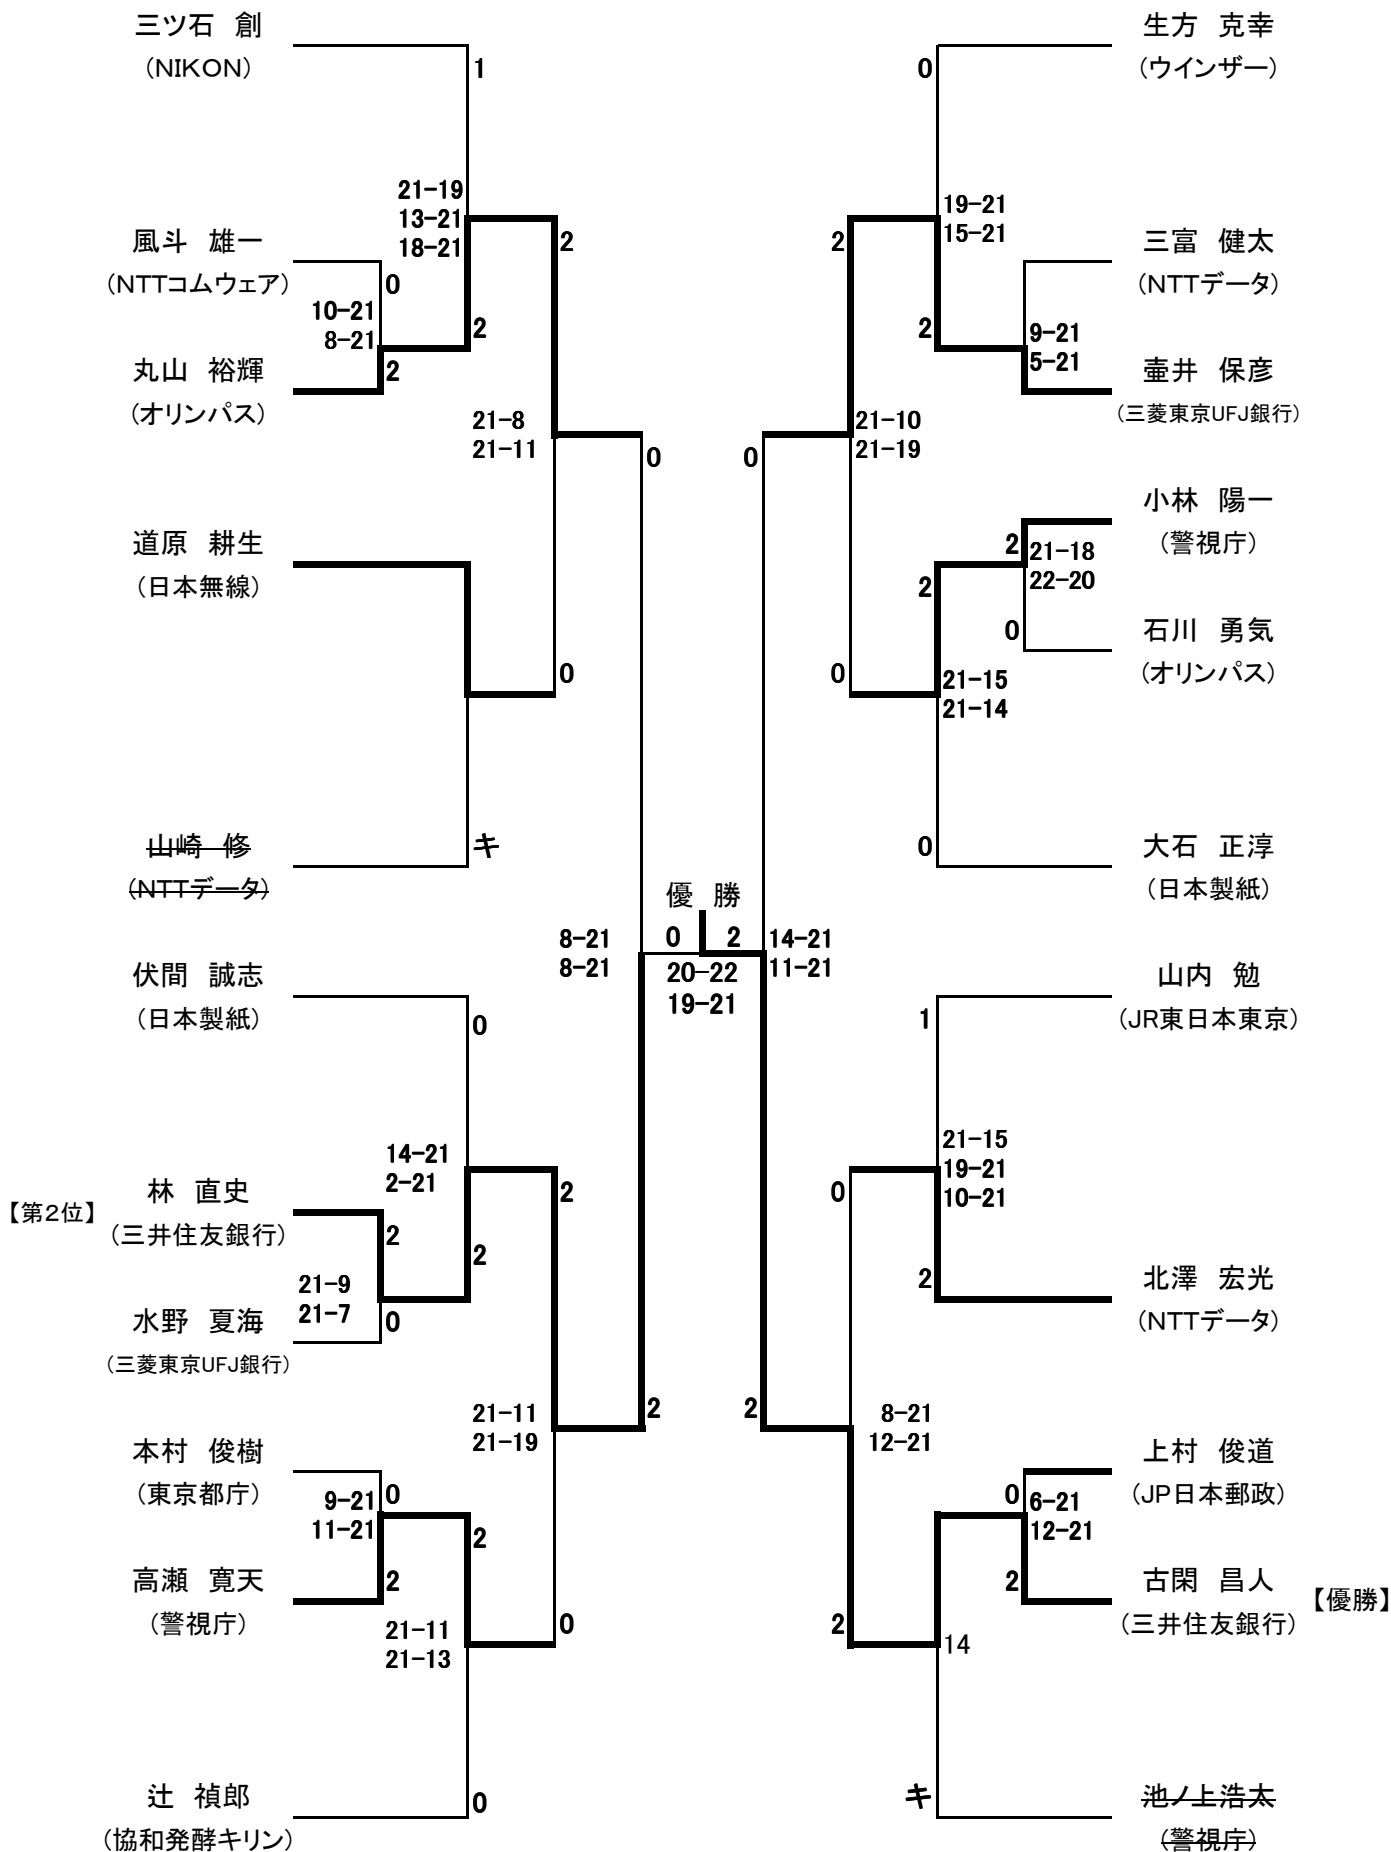 三ツ石　創
(NIKON)
1
21-19
13-21
18-21
風斗　雄一
(NTTコムウェア)
0
10-21
8-21
2
丸山　裕輝
(オリンパス)
2
2
21-8
21-11
0
道原　耕生
(日本無線)
0
山崎　修
(NTTデータ)
キ
伏間　誠志
(日本製紙)
0
8-21
8-21
14-21
2-21
【第2位】
林　直史
(三井住友銀行)
2
2
2
21-9
21-7
水野　夏海
(三菱東京UFJ銀行)
0
21-11
21-19
2
本村　俊樹
(東京都庁)
0
9-21
11-21
2
高瀬　寛天
(警視庁)
2
21-11
21-13
0
辻　禎郎
(協和発酵キリン)
0
優　勝
0
2
20-22
19-21
生方　克幸
(ウインザー)
0
19-21
15-21
2
三富　健太
(NTTデータ)
2
9-21
5-21
壷井　保彦
(三菱東京UFJ銀行)
21-10
21-19
0
小林　陽一
(警視庁)
2
21-18
22-20
2
0
石川　勇気
(オリンパス)
0
21-15
21-14
0
大石　正淳
(日本製紙)
14-21
11-21
山内　勉
(JR東日本東京)
1
21-15
19-21
10-21
0
2
北澤　宏光
(NTTデータ)
2
8-21
12-21
上村　俊道
(JP日本郵政)
0
6-21
12-21
2
古閑　昌人
(三井住友銀行)
【優勝】
2
14
キ
池ノ上浩太
(警視庁)